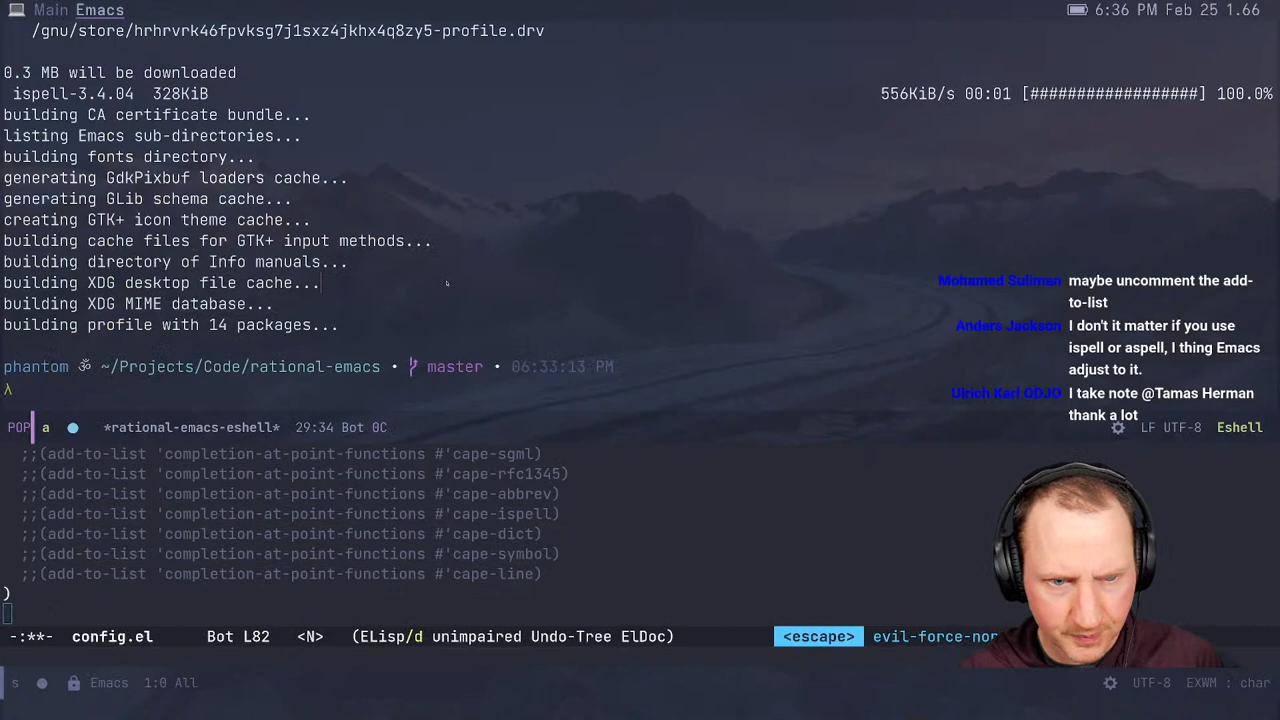 Main Emacs
6:36 PM Feb 25 1.66
/gnu/store/hrhrvrk46fpvksg7j1sxz4jkhx4q8zy5-profile.drv
0.3 MB will be downloaded
ispell-3.4.04 328KiB 556KiB/s 00:01 [##################] 100.0%
building CA certificate bundle...
listing Emacs sub-directories...
building fonts directory...
generating GdkPixbuf loaders cache...
generating GLib schema cache...
creating GTK+ icon theme cache...
building cache files for GTK+ input methods...
building directory of Info manuals...
building XDG desktop file cache...
building XDG MIME database...
building profile with 14 packages...
Mohamed Suliman maybe uncomment the add-
to-list
Anders Jackson I don't it matter if you use
ispell or aspell, I thing Emacs
adjust to it.
Ulrich Karl ODJO I take note @Tamas Herman
thank a lot
phantom ॐ ~/Projects/Code/rational-emacs • master • 06:33:13 PM
λ
POP a ● *rational-emacs-eshell* 29:34 Bot 0C LF UTF-8 Eshell
;;(add-to-list 'completion-at-point-functions #'cape-sgml)
;;(add-to-list 'completion-at-point-functions #'cape-rfc1345)
;;(add-to-list 'completion-at-point-functions #'cape-abbrev)
;;(add-to-list 'completion-at-point-functions #'cape-ispell)
;;(add-to-list 'completion-at-point-functions #'cape-dict)
;;(add-to-list 'completion-at-point-functions #'cape-symbol)
;;(add-to-list 'completion-at-point-functions #'cape-line)
)
-:**- config.el Bot L82 <N> (ELisp/d unimpaired Undo-Tree ElDoc) <escape> evil-force-nor
s ● Emacs 1:0 All UTF-8 EXWM : char